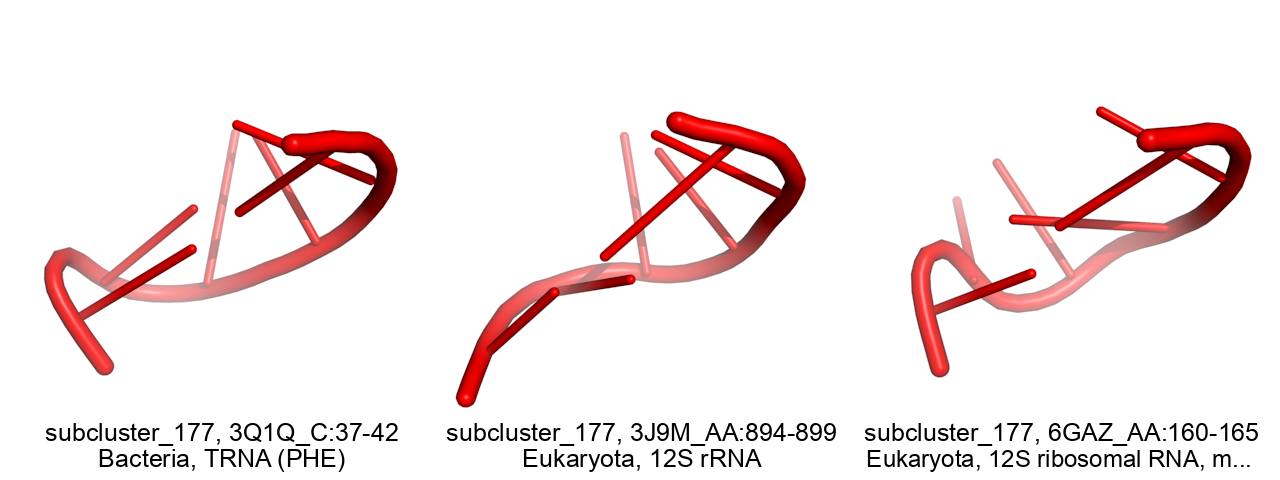 subcluster_177, 3Q1Q_C:37-42
Bacteria, TRNA (PHE)
subcluster_177, 3J9M_AA:894-899
Eukaryota, 12S rRNA
subcluster_177, 6GAZ_AA:160-165
Eukaryota, 12S ribosomal RNA, m...